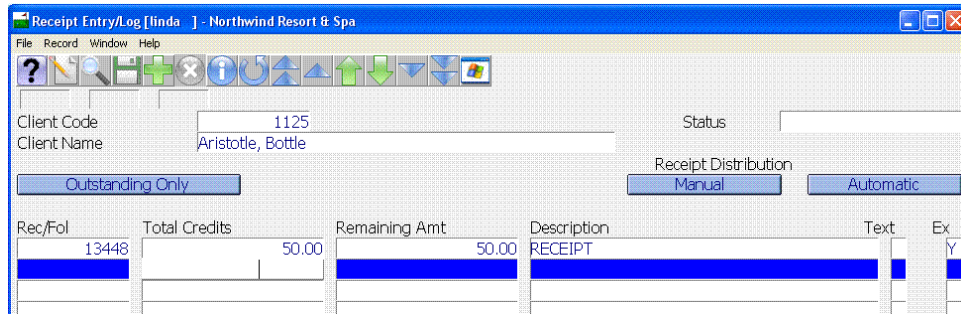 Receipt Entry/Log [linda ] - Northwind Resort & Spa
File Record Window Help
Client Code 1125 Status
Client Name Aristotle, Bottle
Receipt Distribution
Outstanding Only Manual Automatic
Rec/Fol Total Credits Remaining Amt Description Text Ex
13448 50.00 50.00 RECEIPT Y